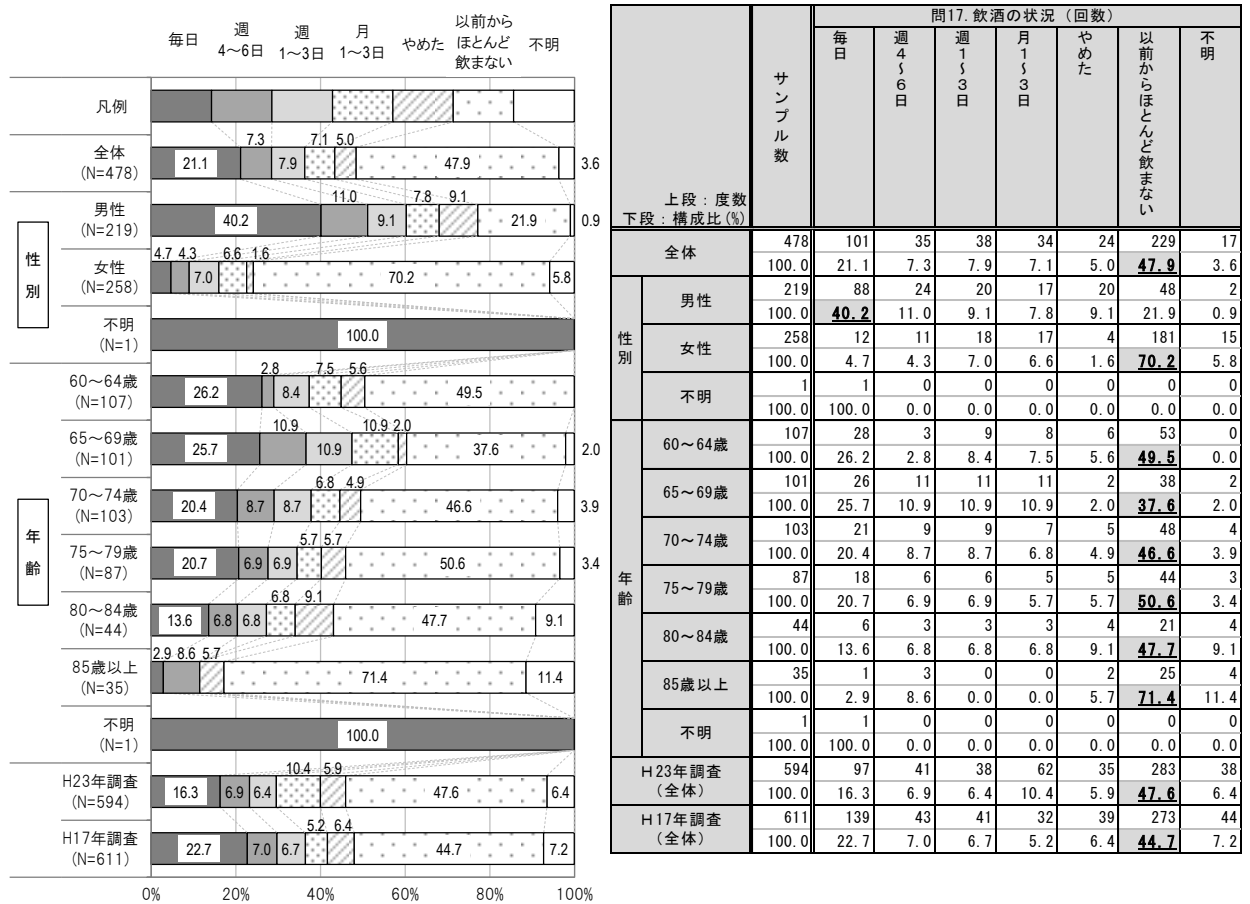 毎日 週4～6日 週1～3日 月1～3日 やめた 以前からほとんど飲まない 不明
凡例
7.3 7.1 5.0
全体
(N=478)
21.1 7.9 47.9 3.6
11.0 7.8 9.1
男性
(N=219)
40.2 9.1 21.9 0.9
4.7 4.3 6.6 1.6
女性
(N=258)
7.0 70.2 5.8
不明
(N=1)
100.0
性別
2.8 7.5 5.6
60～64歳
(N=107)
26.2 8.4 49.5
10.9 10.9 2.0
65～69歳
(N=101)
25.7 10.9 37.6 2.0
6.8 4.9
70～74歳
(N=103)
20.4 8.7 8.7 46.6 3.9
5.7 5.7
75～79歳
(N=87)
20.7 6.9 6.9 50.6 3.4
6.8 9.1
80～84歳
(N=44)
13.6 6.8 6.8 47.7 9.1
2.9 8.6 5.7
85歳以上
(N=35)
71.4 11.4
不明
(N=1)
100.0
年齢
10.4 5.9
H23年調査
(N=594)
16.3 6.9 6.4 47.6 6.4
5.2 6.4
H17年調査
(N=611)
22.7 7.0 6.7 44.7 7.2
0% 20% 40% 60% 80% 100%
問17.飲酒の状況（回数）
上段：度数
下段：構成比(%)
サンプル数 毎日 週4～6日 週1～3日 月1～3日 やめた 以前からほとんど飲まない 不明
全体
478 101 35 38 34 24 229 17
100.0 21.1 7.3 7.9 7.1 5.0 47.9 3.6
性別
男性
219 88 24 20 17 20 48 2
100.0 40.2 11.0 9.1 7.8 9.1 21.9 0.9
女性
258 12 11 18 17 4 181 15
100.0 4.7 4.3 7.0 6.6 1.6 70.2 5.8
不明
1 1 0 0 0 0 0 0
100.0 100.0 0.0 0.0 0.0 0.0 0.0 0.0
年齢
60～64歳
107 28 3 9 8 6 53 0
100.0 26.2 2.8 8.4 7.5 5.6 49.5 0.0
65～69歳
101 26 11 11 11 2 38 2
100.0 25.7 10.9 10.9 10.9 2.0 37.6 2.0
70～74歳
103 21 9 9 7 5 48 4
100.0 20.4 8.7 8.7 6.8 4.9 46.6 3.9
75～79歳
87 18 6 6 5 5 44 3
100.0 20.7 6.9 6.9 5.7 5.7 50.6 3.4
80～84歳
44 6 3 3 3 4 21 4
100.0 13.6 6.8 6.8 6.8 9.1 47.7 9.1
85歳以上
35 1 3 0 0 2 25 4
100.0 2.9 8.6 0.0 0.0 5.7 71.4 11.4
不明
1 1 0 0 0 0 0 0
100.0 100.0 0.0 0.0 0.0 0.0 0.0 0.0
H23年調査
（全体）
594 97 41 38 62 35 283 38
100.0 16.3 6.9 6.4 10.4 5.9 47.6 6.4
H17年調査
（全体）
611 139 43 41 32 39 273 44
100.0 22.7 7.0 6.7 5.2 6.4 44.7 7.2